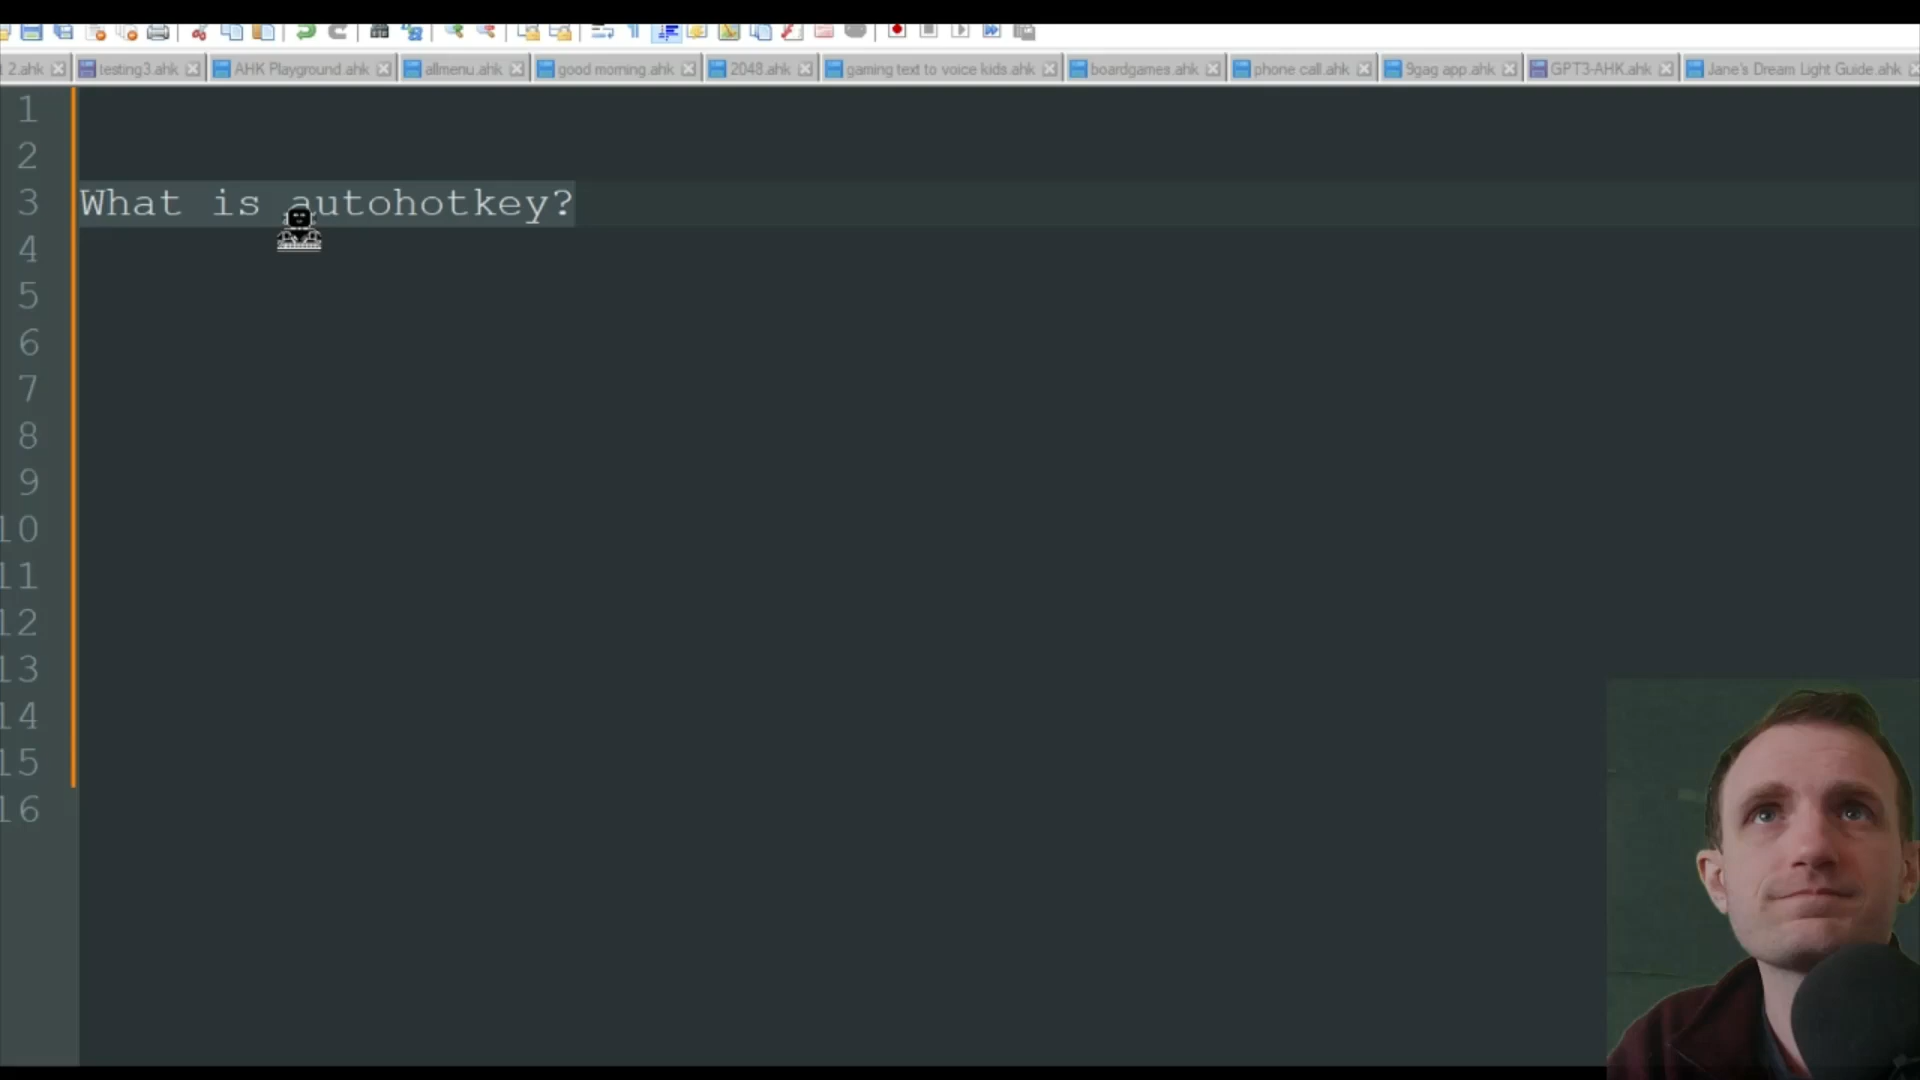 2.ahk
testing3.ahk
AHK Playground.ahk
allmenu.ahk
good morning.ahk
2048.ahk
gaming text to voice kids.ahk
boardgames.ahk
phone call.ahk
9gag app.ahk
GPT3-AHK.ahk
Jane's Dream Light Guide.ahk
1
2
3 What is autohotkey?
4
5
6
7
8
9
10
11
12
13
14
15
16